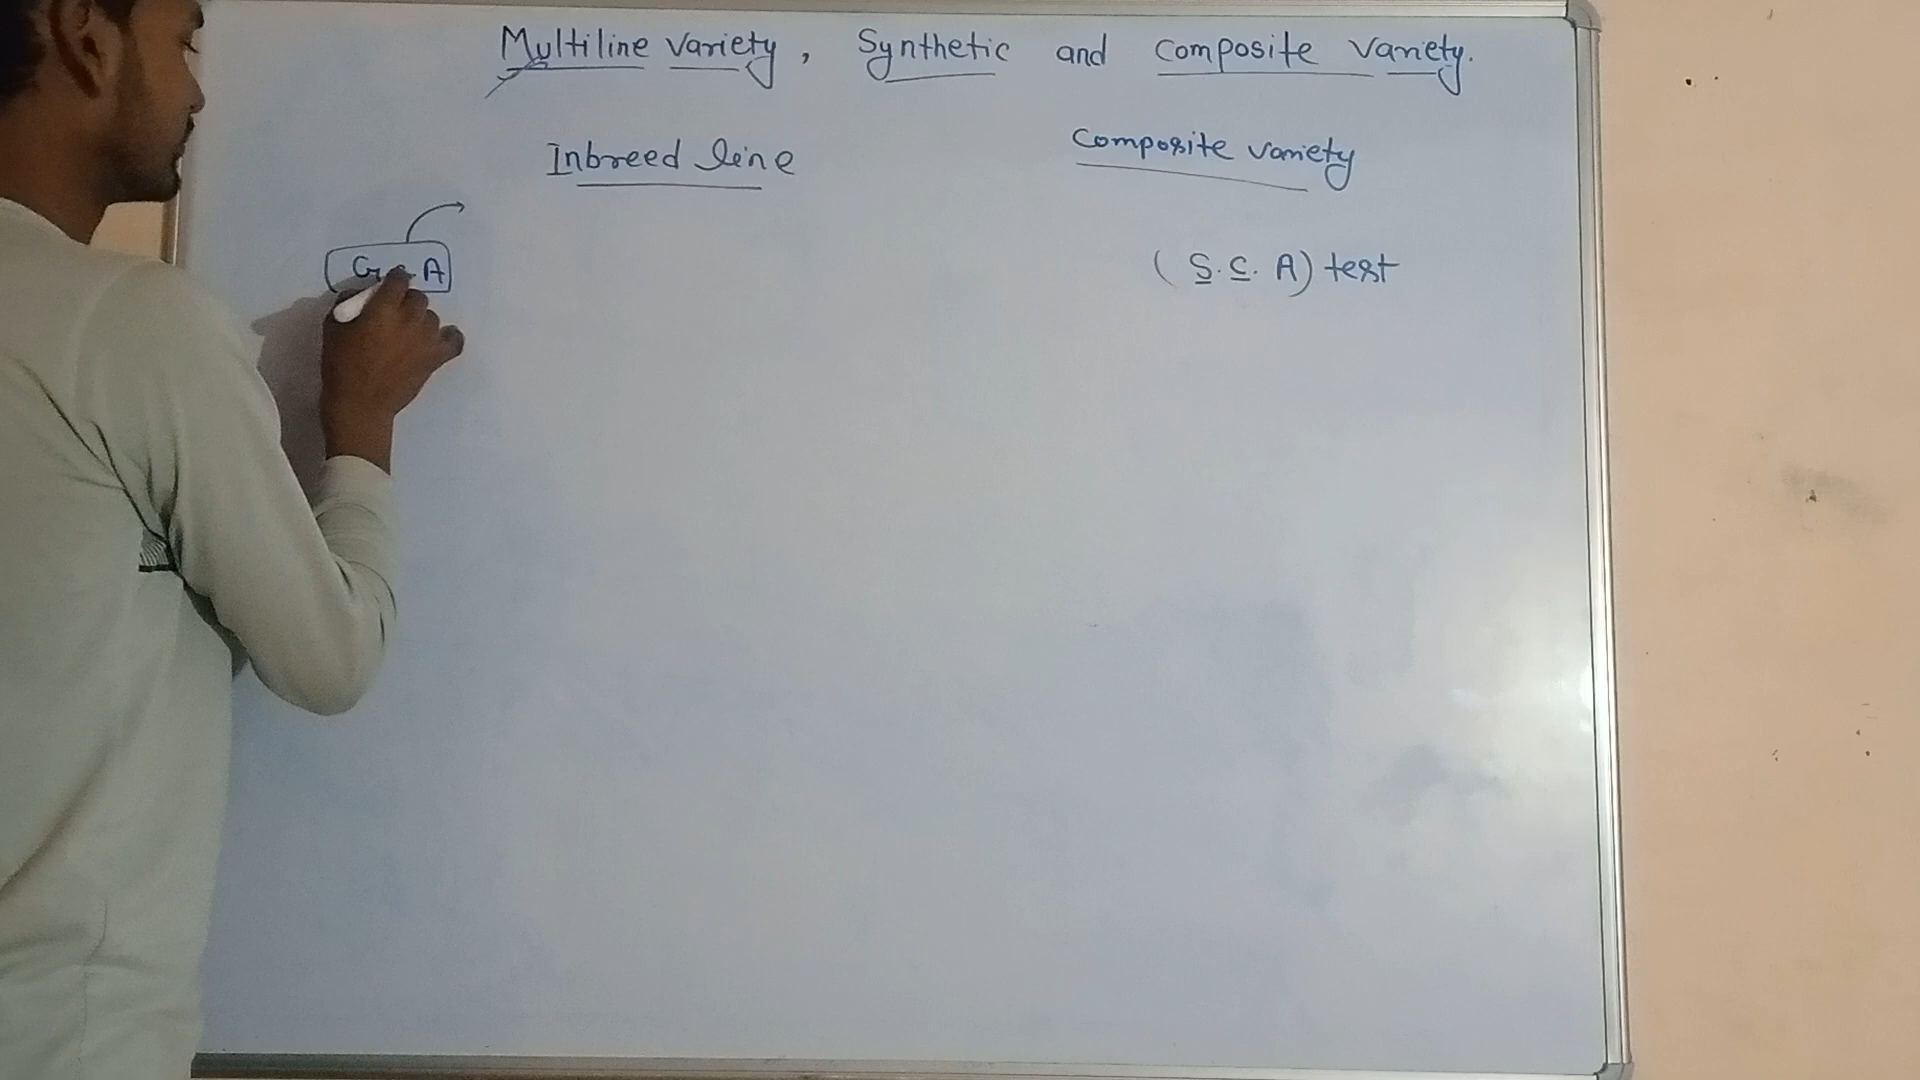 Multiline Variety, Synthetic and Composite Variety.
Inbreed line
Composite variety
G.C.A
(S.C.A) test